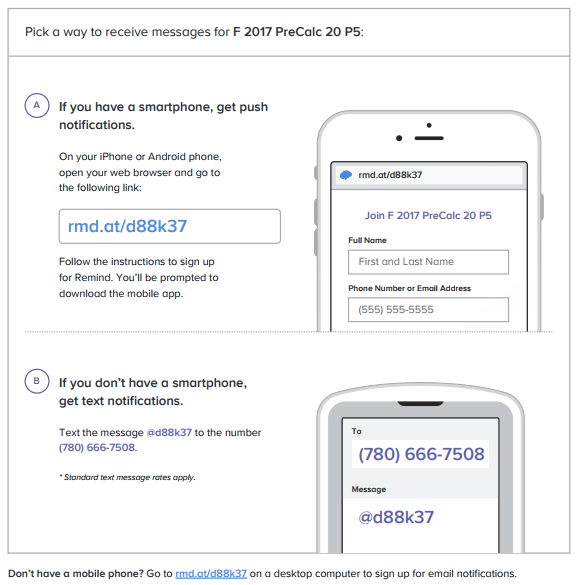 Pick a way to receive messages for F 2017 PreCalc 20 P5:
A
If you have a smartphone, get push
notifications.
On your iPhone or Android phone,
open your web browser and go to
the following link:
rmd.at/d88k37
Follow the instructions to sign up
for Remind. You'll be prompted to
download the mobile app.
rmd.at/d88k37
Join F 2017 PreCalc 20 P5
Full Name
First and Last Name
Phone Number or Email Address
(555) 555-5555
B
If you don't have a smartphone,
get text notifications.
Text the message @d88k37 to the number
(780) 666-7508.
* Standard text message rates apply.
To
(780) 666-7508
Message
@d88k37
Don't have a mobile phone? Go to rmd.at/d88k37 on a desktop computer to sign up for email notifications.